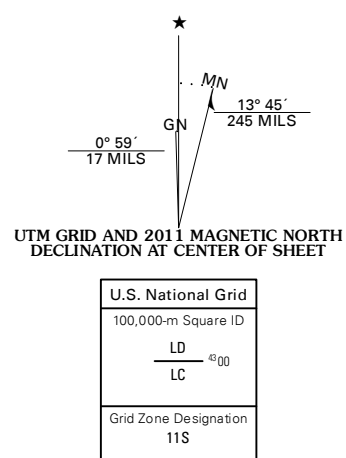 ★
MN
GN
13° 45´
245 MILS
0° 59´
17 MILS
UTM GRID AND 2011 MAGNETIC NORTH
DECLINATION AT CENTER OF SHEET
U.S. National Grid
100,000-m Square ID
LD
4300
LC
Grid Zone Designation
11S